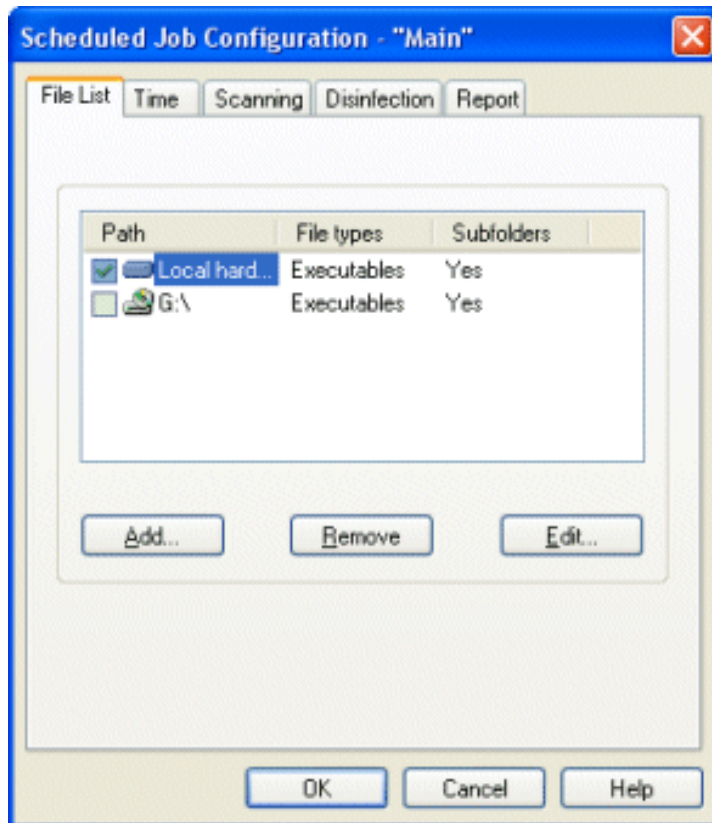 Scheduled Job Configuration - "Main"
File List Time Scanning Disinfection Report
Path File types Subfolders
Local hard... Executables Yes
G:\ Executables Yes
Add... Remove Edit...
OK Cancel Help